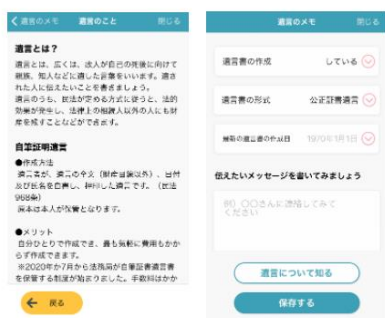 遺言のメモ 遺言のこと 閉じる
遺言とは?
遺言とは、広くは、故人が自己の死後に向けて
親族、知人などに遺した言葉をいいます。遺さ
れた人に伝えたいことを書きましょう。
遺言のうち、民法が定める方式に従うと、法的
効果が発生し、法律上の相続人以外の人にも財
産を残すことなどができます。
自筆証明遺言
●作成方法
遺言者が、遺言の全文(財産目録以外)、日付
及び氏名を自書し、押印した遺言です。(民法
968条)
原本は本人が保管となります。
●メリット
自分ひとりで作成でき、最も気軽に費用もかか
らず作成できます。
※2020年か7月から法務局が自筆証書遺言書
を保管する制度が始まりました。手数料はかか
戻る
遺言のメモ 閉じる
遺言書の作成 している
遺言書の形式 公正証書遺言
最新の遺言書の作成日 1970年1月1日
伝えたいメッセージを書いてみましょう
例)〇〇さんに連絡してみて
ください
遺言について知る
保存する